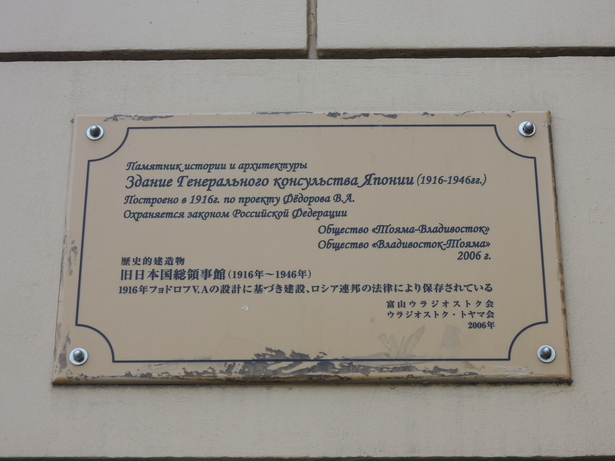 Памятник истории и архитектуры
Здание Генерального консульства Японии (1916-1946гг.)
Построено в 1916г. по проекту Фёдорова В.А.
Охраняется законом Российской Федерации
Общество «Тояма-Владивосток»
Общество «Владивосток-Тояма»
2006 г.
歴史的建造物
旧日本国総領事館(1916年〜1946年)
1916年フョドロフV.Aの設計に基づき建設、ロシア連邦の法律により保存されている
富山ウラジオストク会
ウラジオストク・トヤマ会
2006年